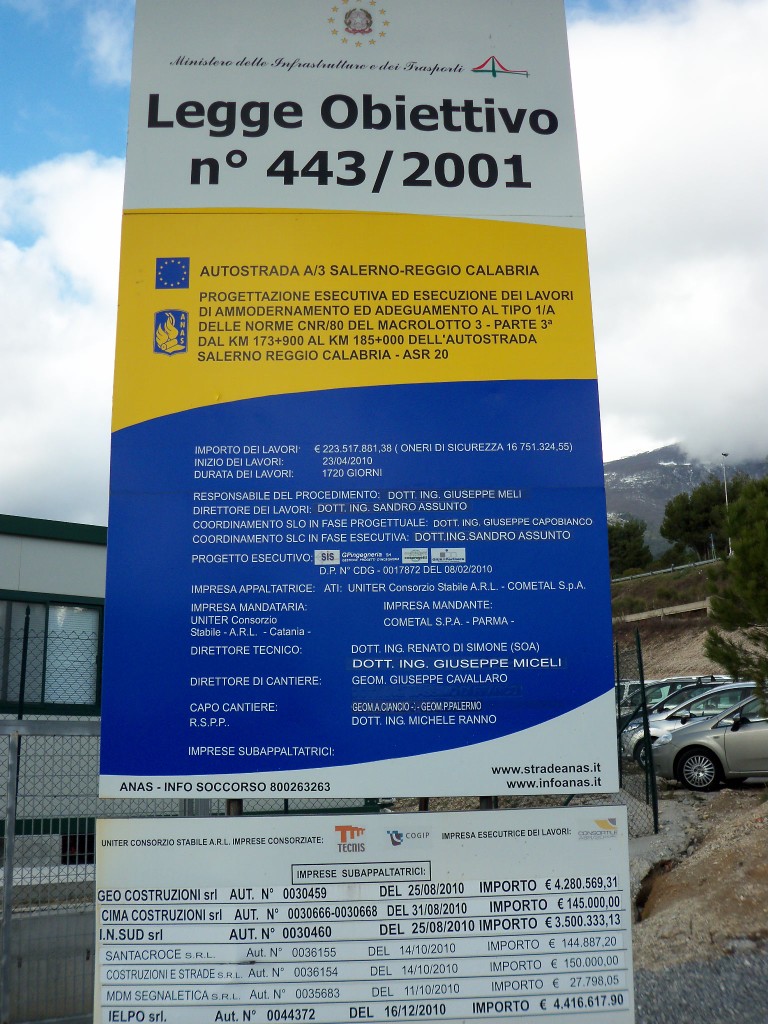 Ministero delle Infrastrutture e dei Trasporti
Legge Obiettivo
n° 443/2001
AUTOSTRADA A/3 SALERNO-REGGIO CALABRIA
PROGETTAZIONE ESECUTIVA ED ESECUZIONE DEI LAVORI
DI AMMODERNAMENTO ED ADEGUAMENTO AL TIPO 1/A
DELLE NORME CNR/80 DEL MACROLOTTO 3 - PARTE 3ª
DAL KM 173+900 AL KM 185+000 DELL'AUTOSTRADA
SALERNO REGGIO CALABRIA - ASR 20
ANAS
IMPORTO DEI LAVORI: € 223.517.881,38 ( ONERI DI SICUREZZA 16 751.324,55)
INIZIO DEI LAVORI: 23/04/2010
DURATA DEI LAVORI: 1720 GIORNI
RESPONSABILE DEL PROCEDIMENTO: DOTT. ING. GIUSEPPE MELI
DIRETTORE DEI LAVORI: DOTT. ING. SANDRO ASSUNTO
COORDINAMENTO SLO IN FASE PROGETTUALE: DOTT. ING. GIUSEPPE CAPOBIANCO
COORDINAMENTO SLO IN FASE ESECUTIVA: DOTT.ING.SANDRO ASSUNTO
PROGETTO ESECUTIVO: SIS GPingegneria
D.P. N° CDG - 0017872 DEL 08/02/2010
IMPRESA APPALTATRICE: ATI: UNITER Consorzio Stabile A.R.L. - COMETAL S.p.A.
IMPRESA MANDATARIA: IMPRESA MANDANTE:
UNITER Consorzio COMETAL S.P.A. - PARMA -
Stabile - A.R.L. - Catania -
DIRETTORE TECNICO: DOTT. ING. RENATO DI SIMONE (SOA)
DOTT. ING. GIUSEPPE MICELI
DIRETTORE DI CANTIERE: GEOM. GIUSEPPE CAVALLARO
CAPO CANTIERE: GEOM.A.CIANCIO -:- GEOM.P.PALERMO
R.S.P.P.. DOTT. ING. MICHELE RANNO
IMPRESE SUBAPPALTATRICI:
www.stradeanas.it
ANAS - INFO SOCCORSO 800263263 www.infoanas.it
UNITER CONSORZIO STABILE A.R.L. IMPRESE CONSORZIATE: TECNIS COGIP IMPRESA ESECUTRICE DEI LAVORI:
IMPRESE SUBAPPALTATRICI:
GEO COSTRUZIONI srl AUT. N° 0030459 DEL 25/08/2010 IMPORTO € 4.280.569,31
CIMA COSTRUZIONI srl AUT. N° 0030666-0030668 DEL 31/08/2010 IMPORTO € 145.000,00
I.N.SUD srl AUT. N° 0030460 DEL 25/08/2010 IMPORTO € 3.500.333,13
SANTACROCE S.R.L. Aut. N° 0036155 DEL 14/10/2010 IMPORTO € 144.887,20
COSTRUZIONI E STRADE S.R.L. Aut. N° 0036154 DEL 14/10/2010 IMPORTO € 150.000,00
MDM SEGNALETICA S.R.L. Aut. N° 0035683 DEL 11/10/2010 IMPORTO € 27.798,05
IELPO srl. AUT. N° 0044372 DEL 16/12/2010 IMPORTO € 4.416.617.90